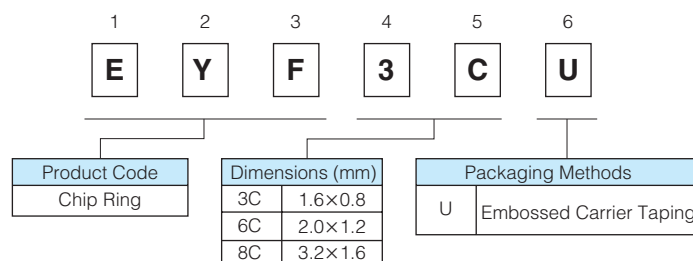 1 2 3 4 5 6
E Y F 3 C U
Product Code
Chip Ring
Dimensions (mm)
3C 1.6×0.8
6C 2.0×1.2
8C 3.2×1.6
Packaging Methods
U Embossed Carrier Taping